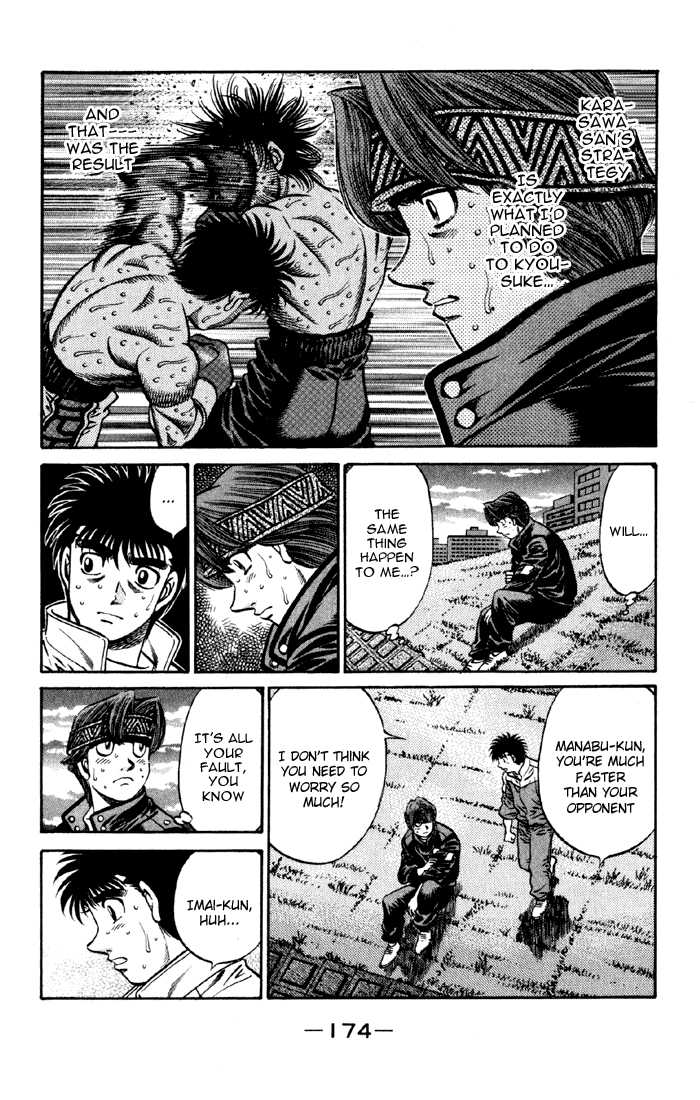 KARA-
SAWA-
SAN'S
STRA-
TEGY
IS
EXACTLY
WHAT I'D
PLANNED
TO DO
TO KYOU-
SUKE...
AND
THAT---
WAS THE
RESULT
WILL...
THE
SAME
THING
HAPPEN
TO ME...?
...
MANABU-KUN,
YOU'RE MUCH
FASTER
THAN YOUR
OPPONENT
I DON'T THINK
YOU NEED TO
WORRY SO
MUCH!
IT'S ALL
YOUR
FAULT,
YOU
KNOW
IMAI-KUN,
HUH...
—174—